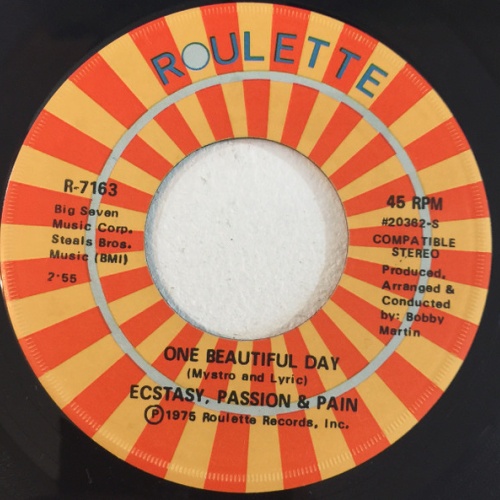 ROULETTE
R-7163
Big Seven
Music Corp.
Steals Bros.
Music (BMI)
2:55
45 RPM
#20362-S
COMPATIBLE
STEREO
Produced,
Arranged &
Conducted
by: Bobby
Martin
ONE BEAUTIFUL DAY
(Mystro and Lyric)
ECSTASY, PASSION & PAIN
Ⓟ1975 Roulette Records, Inc.